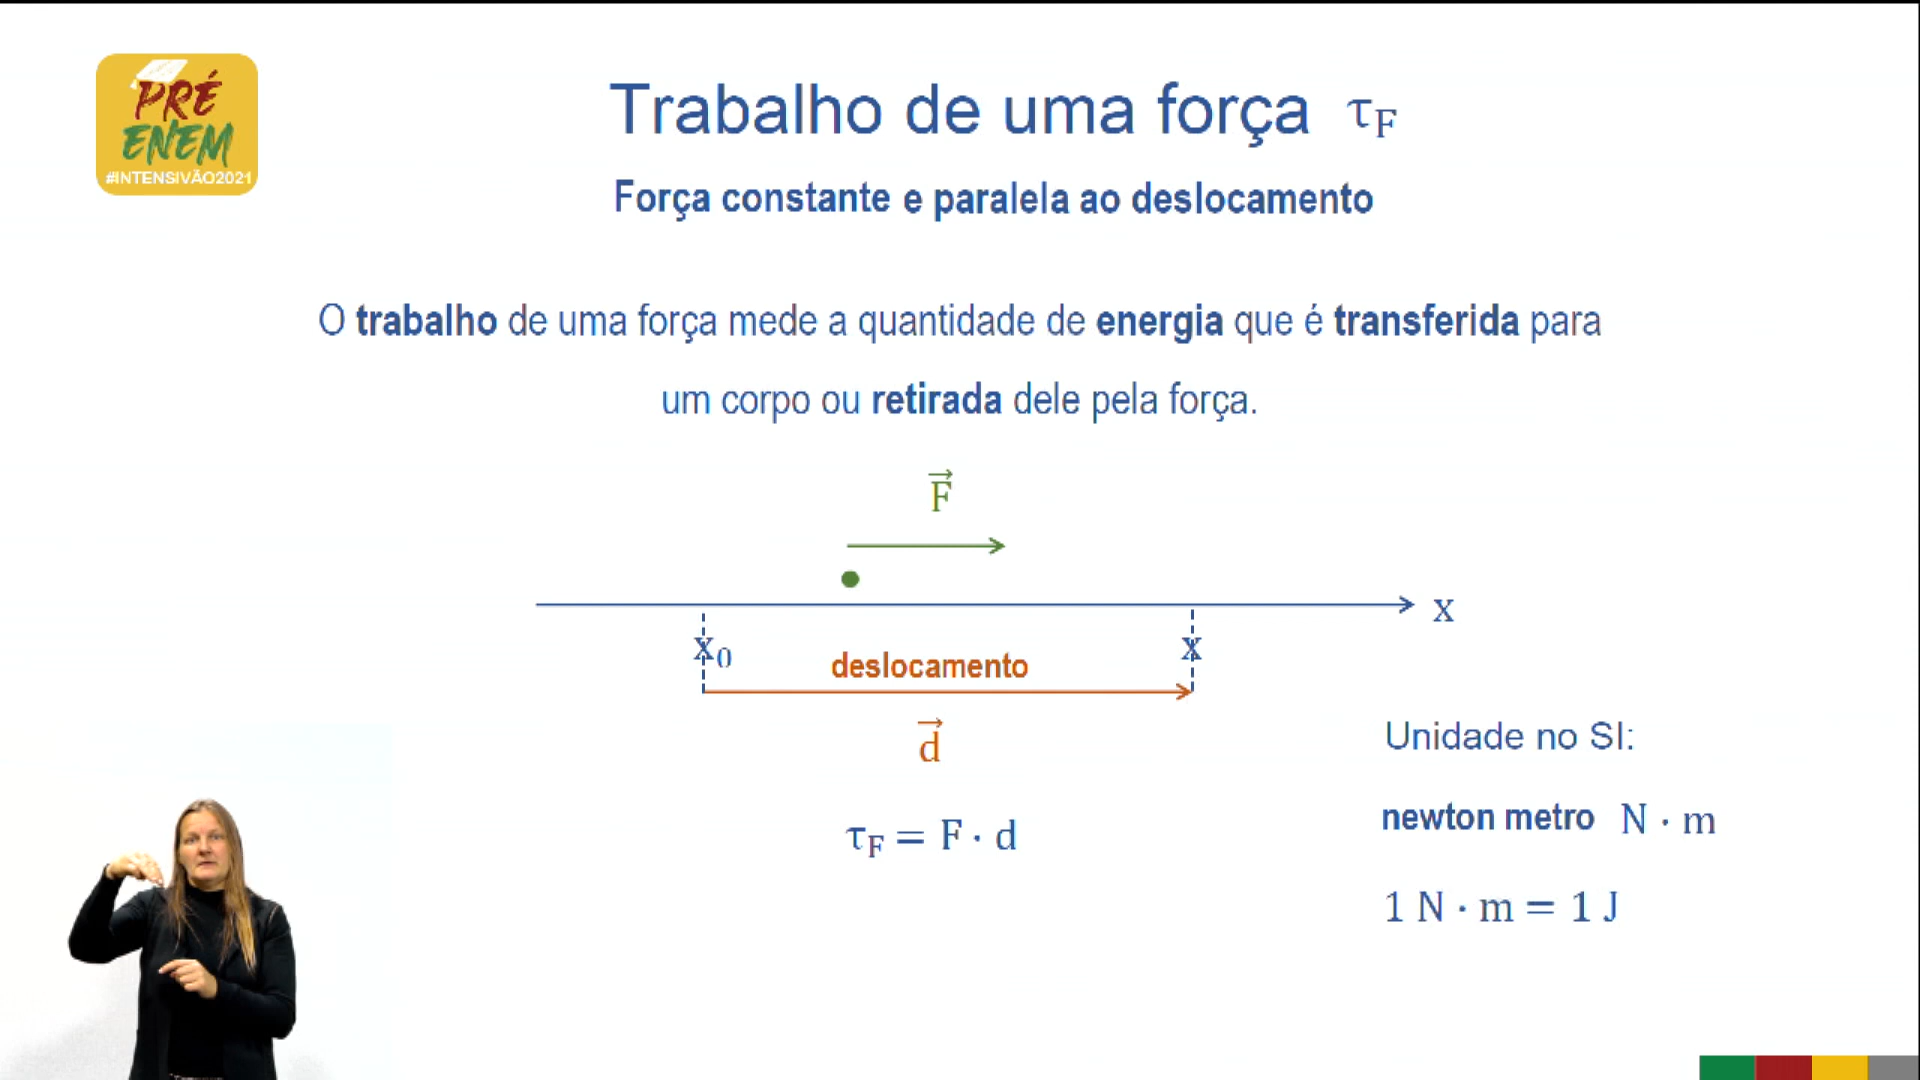 PRÉ
ENEM
#INTENSIVÃO2021
Trabalho de uma força τ_F
Força constante e paralela ao deslocamento
O trabalho de uma força mede a quantidade de energia que é transferida para
um corpo ou retirada dele pela força.
F⃗
x
x₀ x
deslocamento
d⃗
τ_F = F · d
Unidade no SI:
newton metro N · m
1 N · m = 1 J